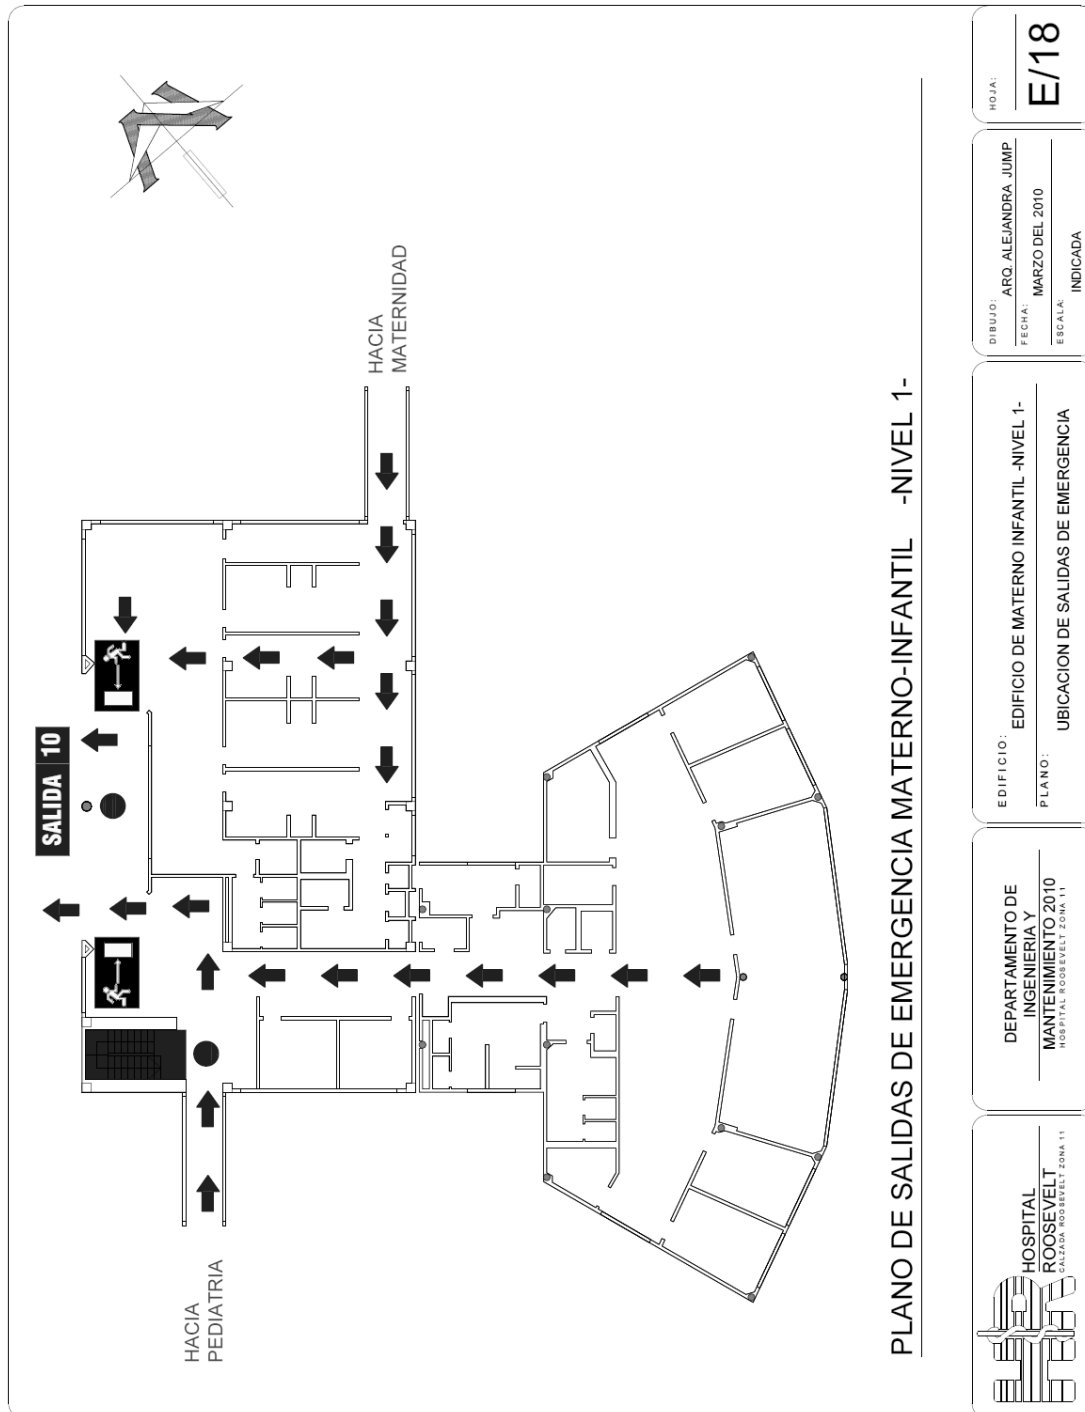 SALIDA 10
HACIA
PEDIATRIA
HACIA
MATERNIDAD
PLANO DE SALIDAS DE EMERGENCIA MATERNO-INFANTIL -NIVEL 1-
HOSPITAL
ROOSEVELT
CALZADA ROOSEVELT ZONA 11
DEPARTAMENTO DE
INGENIERIA Y
MANTENIMIENTO 2010
HOSPITAL ROOSEVELT ZONA 11
EDIFICIO:
EDIFICIO DE MATERNO INFANTIL -NIVEL 1-
PLANO:
UBICACION DE SALIDAS DE EMERGENCIA
DIBUJO:
ARQ. ALEJANDRA JUMP
FECHA:
MARZO DEL 2010
ESCALA:
INDICADA
HOJA:
E/18